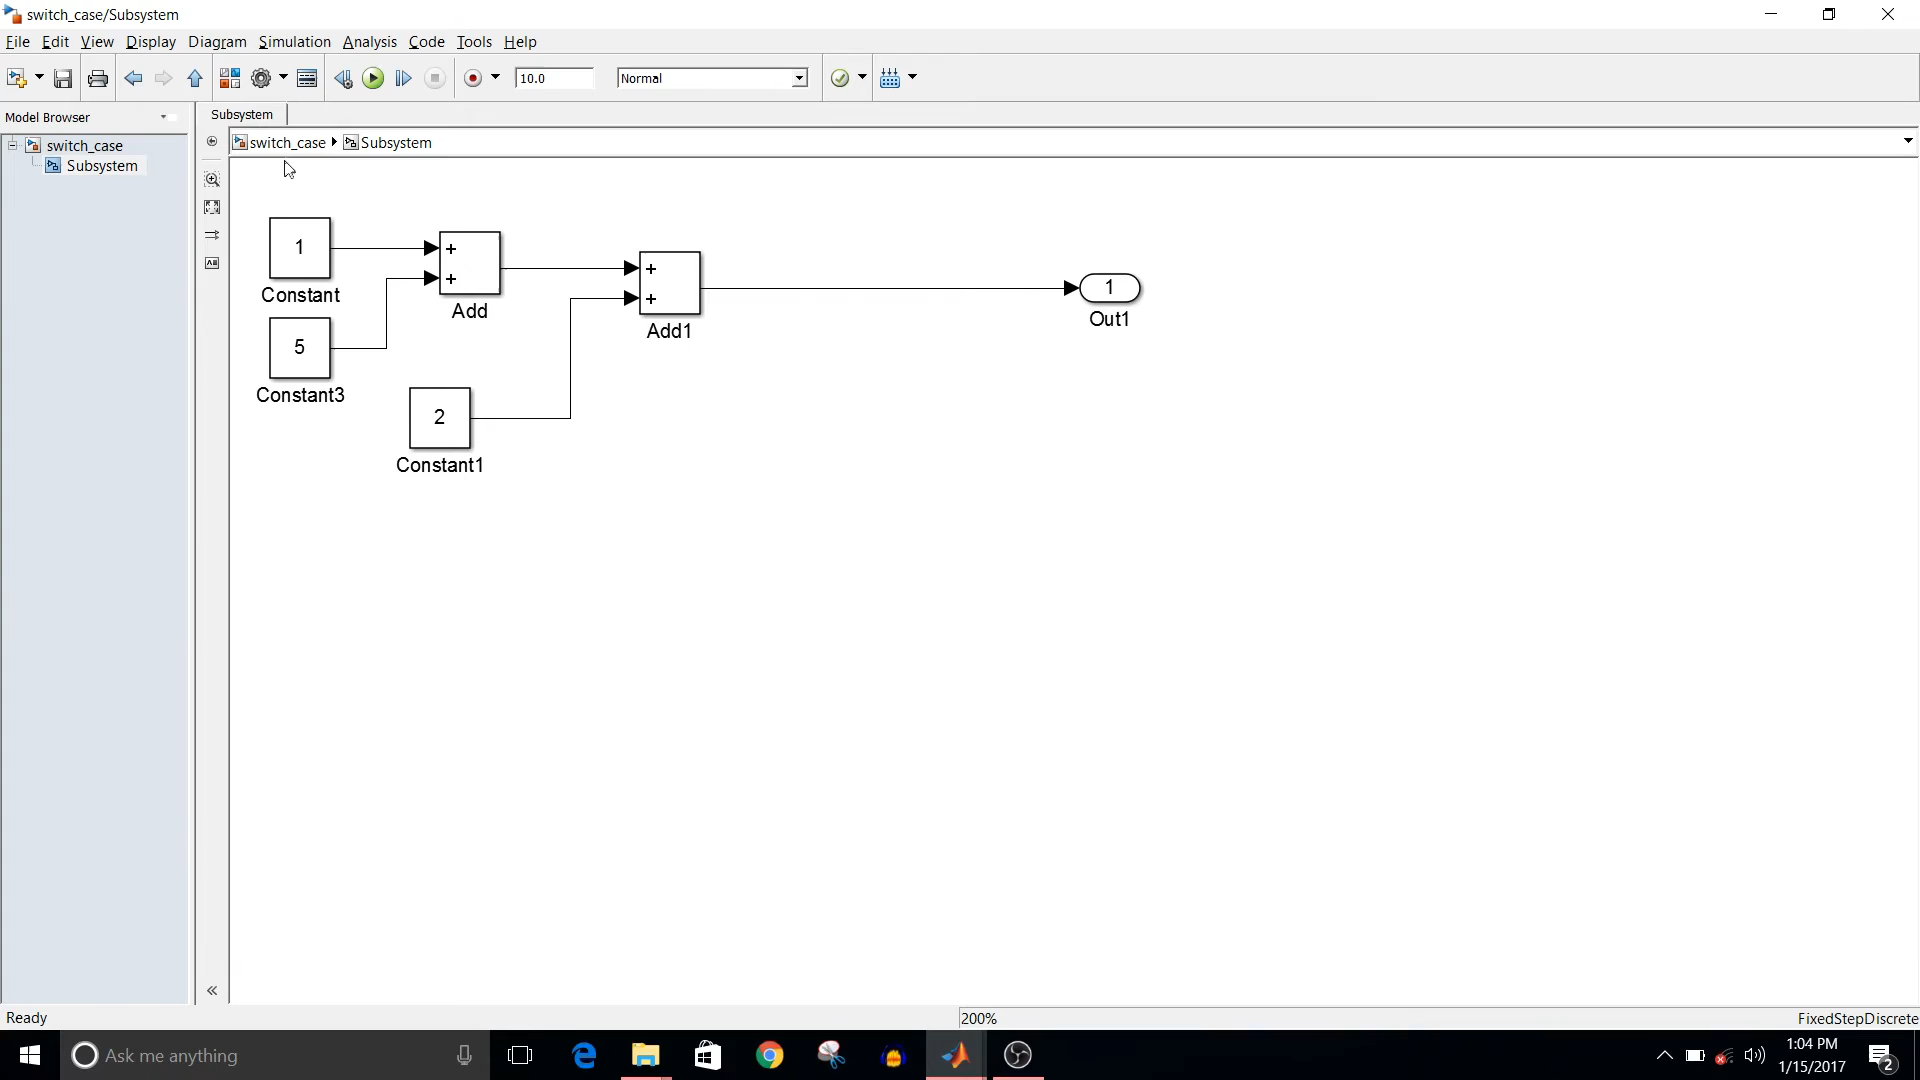 switch_case/Subsystem
File Edit View Display Diagram Simulation Analysis Code Tools Help
10.0 Normal
Model Browser
switch_case
Subsystem
Subsystem
switch_case Subsystem
1
Constant
+
+
Add
+
+
Add1
1
Out1
5
Constant3
2
Constant1
Ready 200% FixedStepDiscrete
Ask me anything
1:04 PM
1/15/2017
2